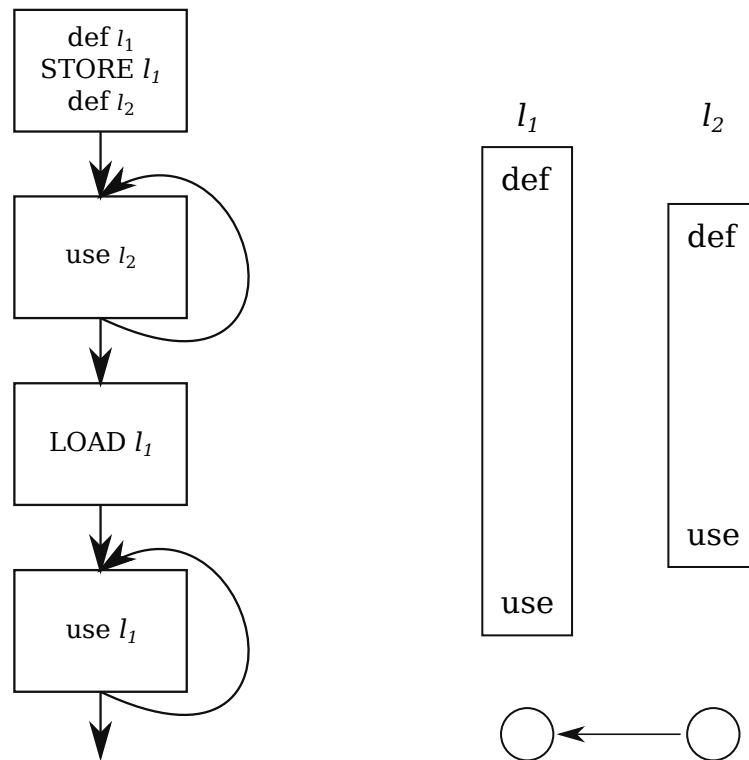 def l₁
STORE l₁
def l₂
use l₂
LOAD l₁
use l₁
l₁
def
use
l₂
def
use